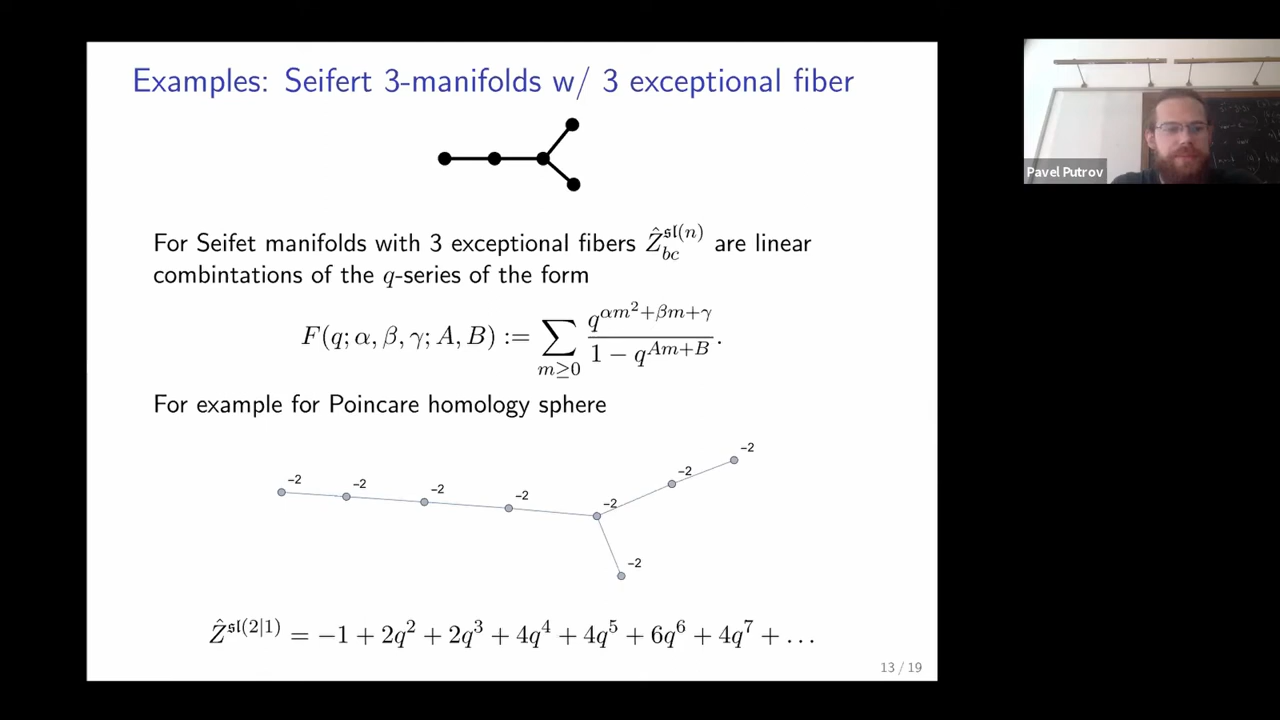 Examples: Seifert 3-manifolds w/ 3 exceptional fiber
Pavel Putrov
For Seifet manifolds with 3 exceptional fibers $\hat{Z}^{\mathfrak{sl}(n)}_{bc}$ are linear
combintations of the $q$-series of the form
$F(q; \alpha, \beta, \gamma; A, B) := \sum_{m \geq 0} \frac{q^{\alpha m^2 + \beta m + \gamma}}{1 - q^{Am+B}}.$
For example for Poincare homology sphere
-2
-2
-2
-2
-2
-2
-2
-2
$\hat{Z}^{\mathfrak{sl}(2|1)} = -1 + 2q^2 + 2q^3 + 4q^4 + 4q^5 + 6q^6 + 4q^7 + \ldots$
13 / 19